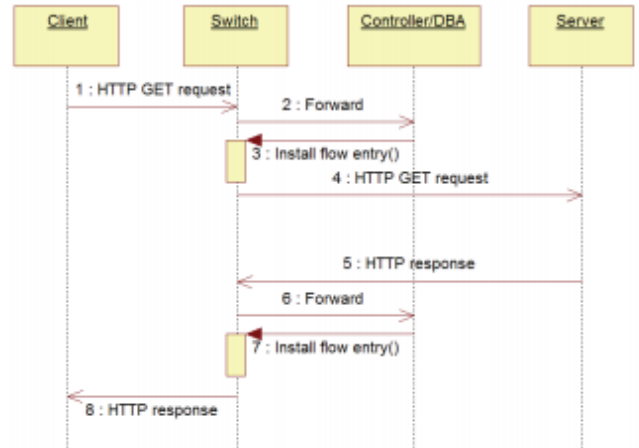 Client
Switch
Controller/DBA
Server
1 : HTTP GET request
2 : Forward
3 : Install flow entry()
4 : HTTP GET request
5 : HTTP response
6 : Forward
7 : Install flow entry()
8 : HTTP response